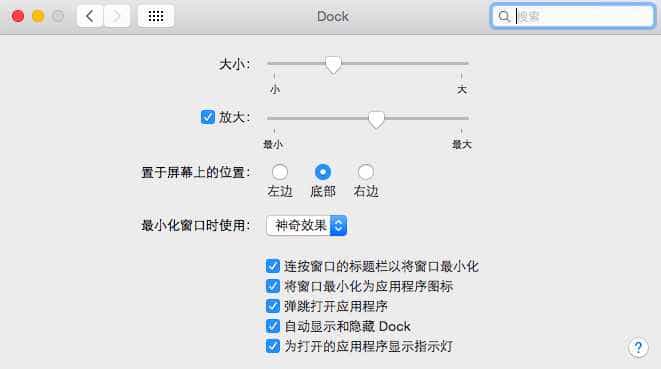 Dock
搜索
大小：
小 大
放大：
最小 最大
置于屏幕上的位置：
左边 底部 右边
最小化窗口时使用： 神奇效果
连按窗口的标题栏以将窗口最小化
将窗口最小化为应用程序图标
弹跳打开应用程序
自动显示和隐藏 Dock
为打开的应用程序显示指示灯
?